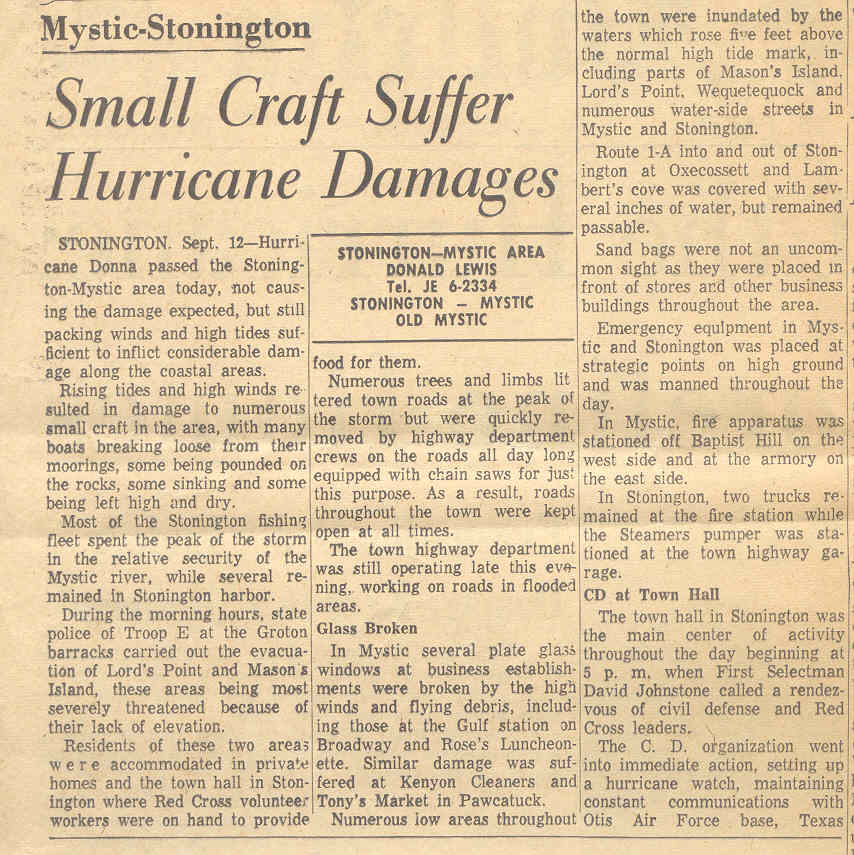 Mystic-Stonington
Small Craft Suffer
Hurricane Damages
STONINGTON. Sept. 12—Hurri-
cane Donna passed the Stoning-
ton-Mystic area today, not caus-
ing the damage expected, but still
packing winds and high tides suf-
ficient to inflict considerable dam-
age along the coastal areas.
Rising tides and high winds re-
sulted in damage to numerous
small craft in the area, with many
boats breaking loose from their
moorings, some being pounded on
the rocks, some sinking and some
being left high and dry.
Most of the Stonington fishing
fleet spent the peak of the storm
in the relative security of the
Mystic river, while several re-
mained in Stonington harbor.
During the morning hours, state
police of Troop E at the Groton
barracks carried out the evacua-
tion of Lord's Point and Mason's
Island, these areas being most
severely threatened because of
their lack of elevation.
Residents of these two areas
were accommodated in private
homes and the town hall in Ston-
ington where Red Cross volunteer
workers were on hand to provide
STONINGTON—MYSTIC AREA
DONALD LEWIS
Tel. JE 6-2334
STONINGTON — MYSTIC
OLD MYSTIC
food for them.
Numerous trees and limbs lit
tered town roads at the peak of
the storm but were quickly re-
moved by highway department
crews on the roads all day long
equipped with chain saws for just
this purpose. As a result, roads
throughout the town were kept
open at all times.
The town highway department
was still operating late this eve-
ning, working on roads in flooded
areas.
Glass Broken
In Mystic several plate glass
windows at business establish-
ments were broken by the high
winds and flying debris, includ-
ing those at the Gulf station on
Broadway and Rose's Luncheon-
ette. Similar damage was suf-
fered at Kenyon Cleaners and
Tony's Market in Pawcatuck.
Numerous low areas throughout
the town were inundated by the
waters which rose five feet above
the normal high tide mark, in-
cluding parts of Mason's Island,
Lord's Point, Wequetequock and
numerous water-side streets in
Mystic and Stonington.
Route 1-A into and out of Ston-
ington at Oxecossett and Lam-
bert's cove was covered with sev-
eral inches of water, but remained
passable.
Sand bags were not an uncom-
mon sight as they were placed in
front of stores and other business
buildings throughout the area.
Emergency equipment in Mys-
tic and Stonington was placed at
strategic points on high ground
and was manned throughout the
day.
In Mystic, fire apparatus was
stationed off Baptist Hill on the
west side and at the armory on
the east side.
In Stonington, two trucks re-
mained at the fire station while
the Steamers pumper was sta-
tioned at the town highway ga-
rage.
CD at Town Hall
The town hall in Stonington was
the main center of activity
throughout the day beginning at
5 p. m. when First Selectman
David Johnstone called a rendez-
vous of civil defense and Red
Cross leaders.
The C. D. organization went
into immediate action, setting up
a hurricane watch, maintaining
constant communications with
Otis Air Force base, Texas